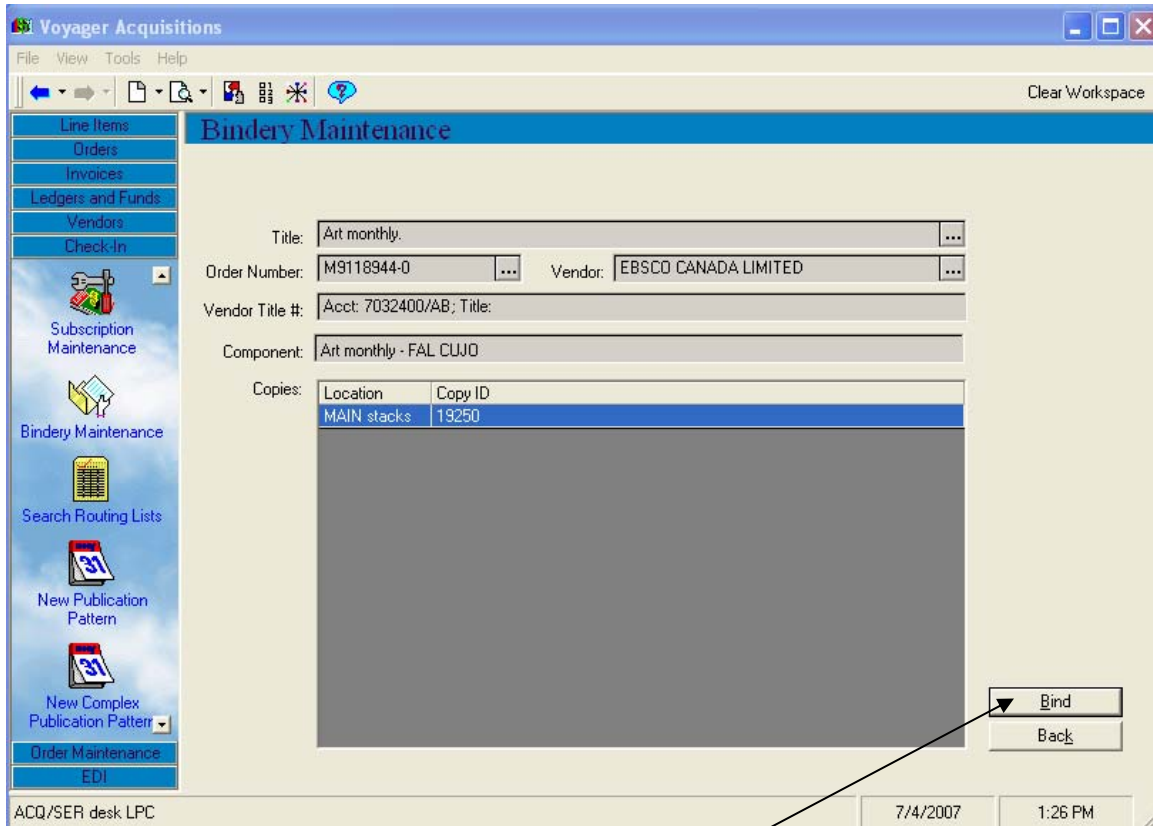 Voyager Acquisitions
File View Tools Help
Clear Workspace
Line Items
Orders
Invoices
Ledgers and Funds
Vendors
Check-In
Subscription
Maintenance
Bindery Maintenance
Search Routing Lists
31
New Publication
Pattern
31
New Complex
Publication Pattern
Order Maintenance
EDI
Bindery Maintenance
Title: Art monthly. ...
Order Number: M9118944-0 ... Vendor: EBSCO CANADA LIMITED ...
Vendor Title #: Acct: 7032400/AB; Title:
Component: Art monthly - FAL CUJO
Copies: Location Copy ID
MAIN stacks 19250
Bind
Back
ACQ/SER desk LPC 7/4/2007 1:26 PM